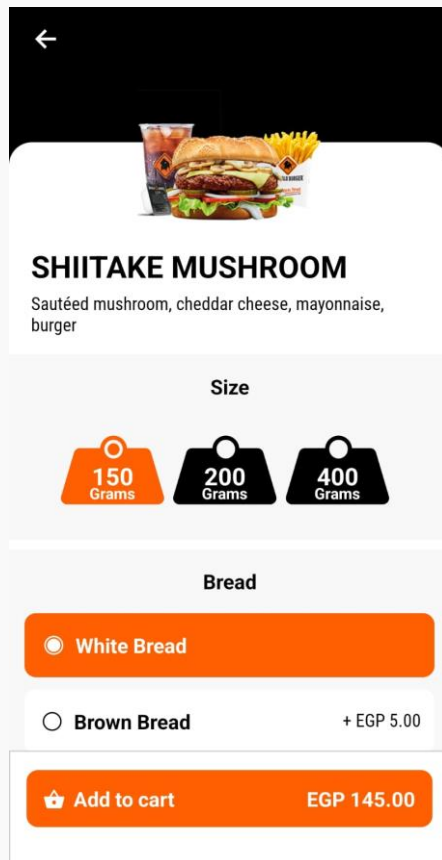 SHIITAKE MUSHROOM
Sautéed mushroom, cheddar cheese, mayonnaise,
burger
Size
150
Grams
200
Grams
400
Grams
Bread
White Bread
Brown Bread + EGP 5.00
Add to cart EGP 145.00